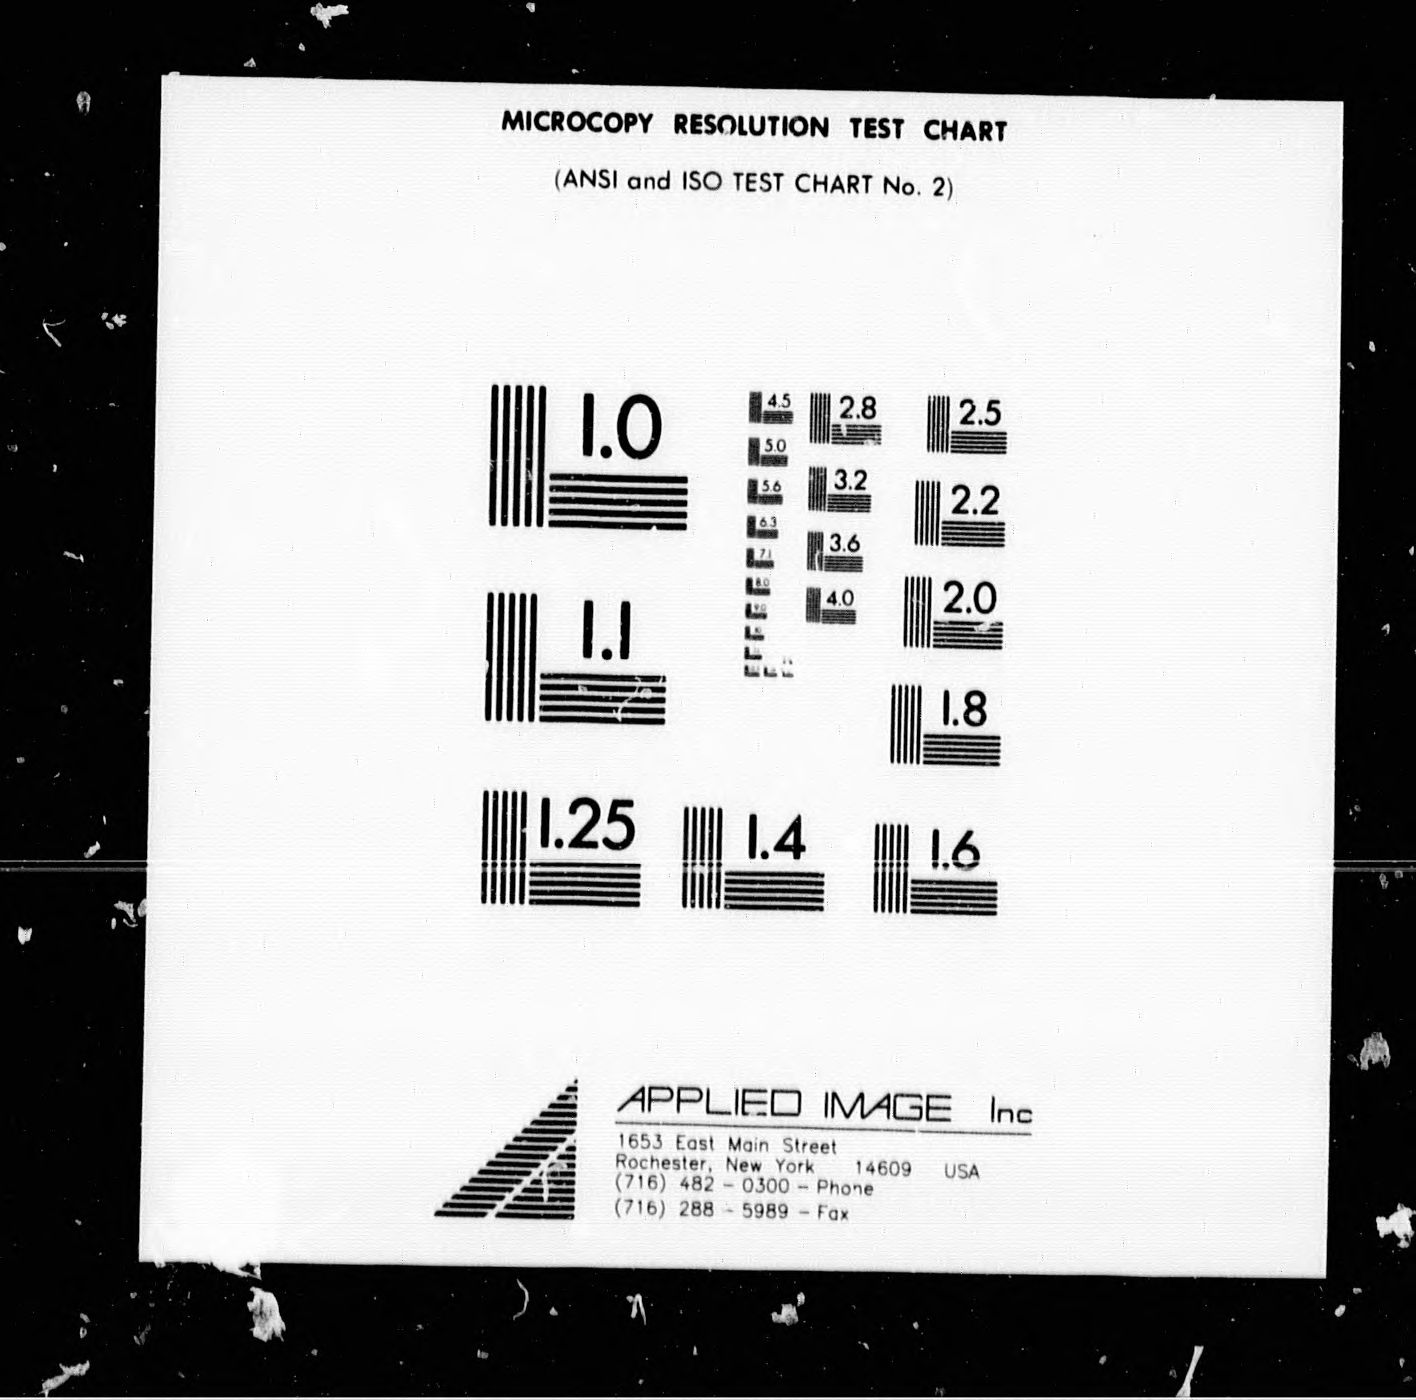 MICROCOPY RESOLUTION TEST CHART
(ANSI and ISO TEST CHART No. 2)
1.0
1.1
1.25
4.5
5.0
5.6
6.3
7.1
8.0
9.0
2.8
3.2
3.6
4.0
2.5
2.2
2.0
1.8
1.4
1.6
APPLIED IMAGE Inc
1653 East Main Street
Rochester, New York 14609 USA
(716) 482 - 0300 - Phone
(716) 288 - 5989 - Fax